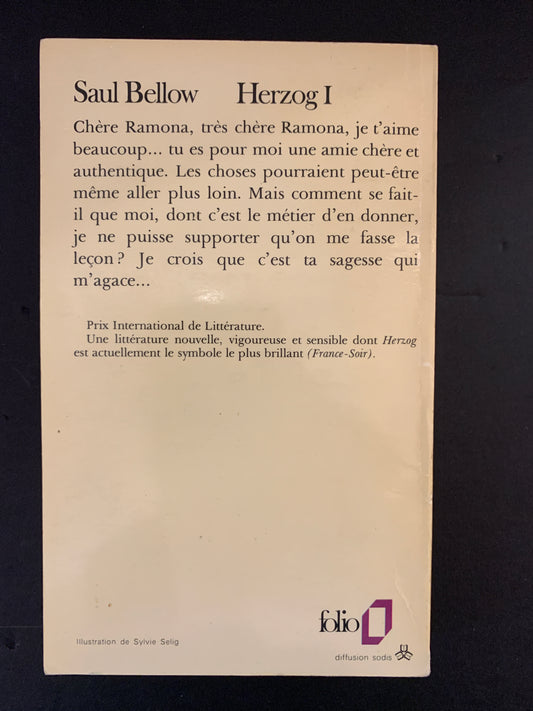 Saul Bellow Herzog I
Chère Ramona, très chère Ramona, je t'aime
beaucoup... tu es pour moi une amie chère et
authentique. Les choses pourraient peut-être
même aller plus loin. Mais comment se fait-
il que moi, dont c'est le métier d'en donner,
je ne puisse supporter qu'on me fasse la
leçon? Je crois que c'est ta sagesse qui
m'agace...
Prix International de Littérature.
Une littérature nouvelle, vigoureuse et sensible dont Herzog
est actuellement le symbole le plus brillant (France-Soir).
folio
Illustration de Sylvie Selig
diffusion sodis